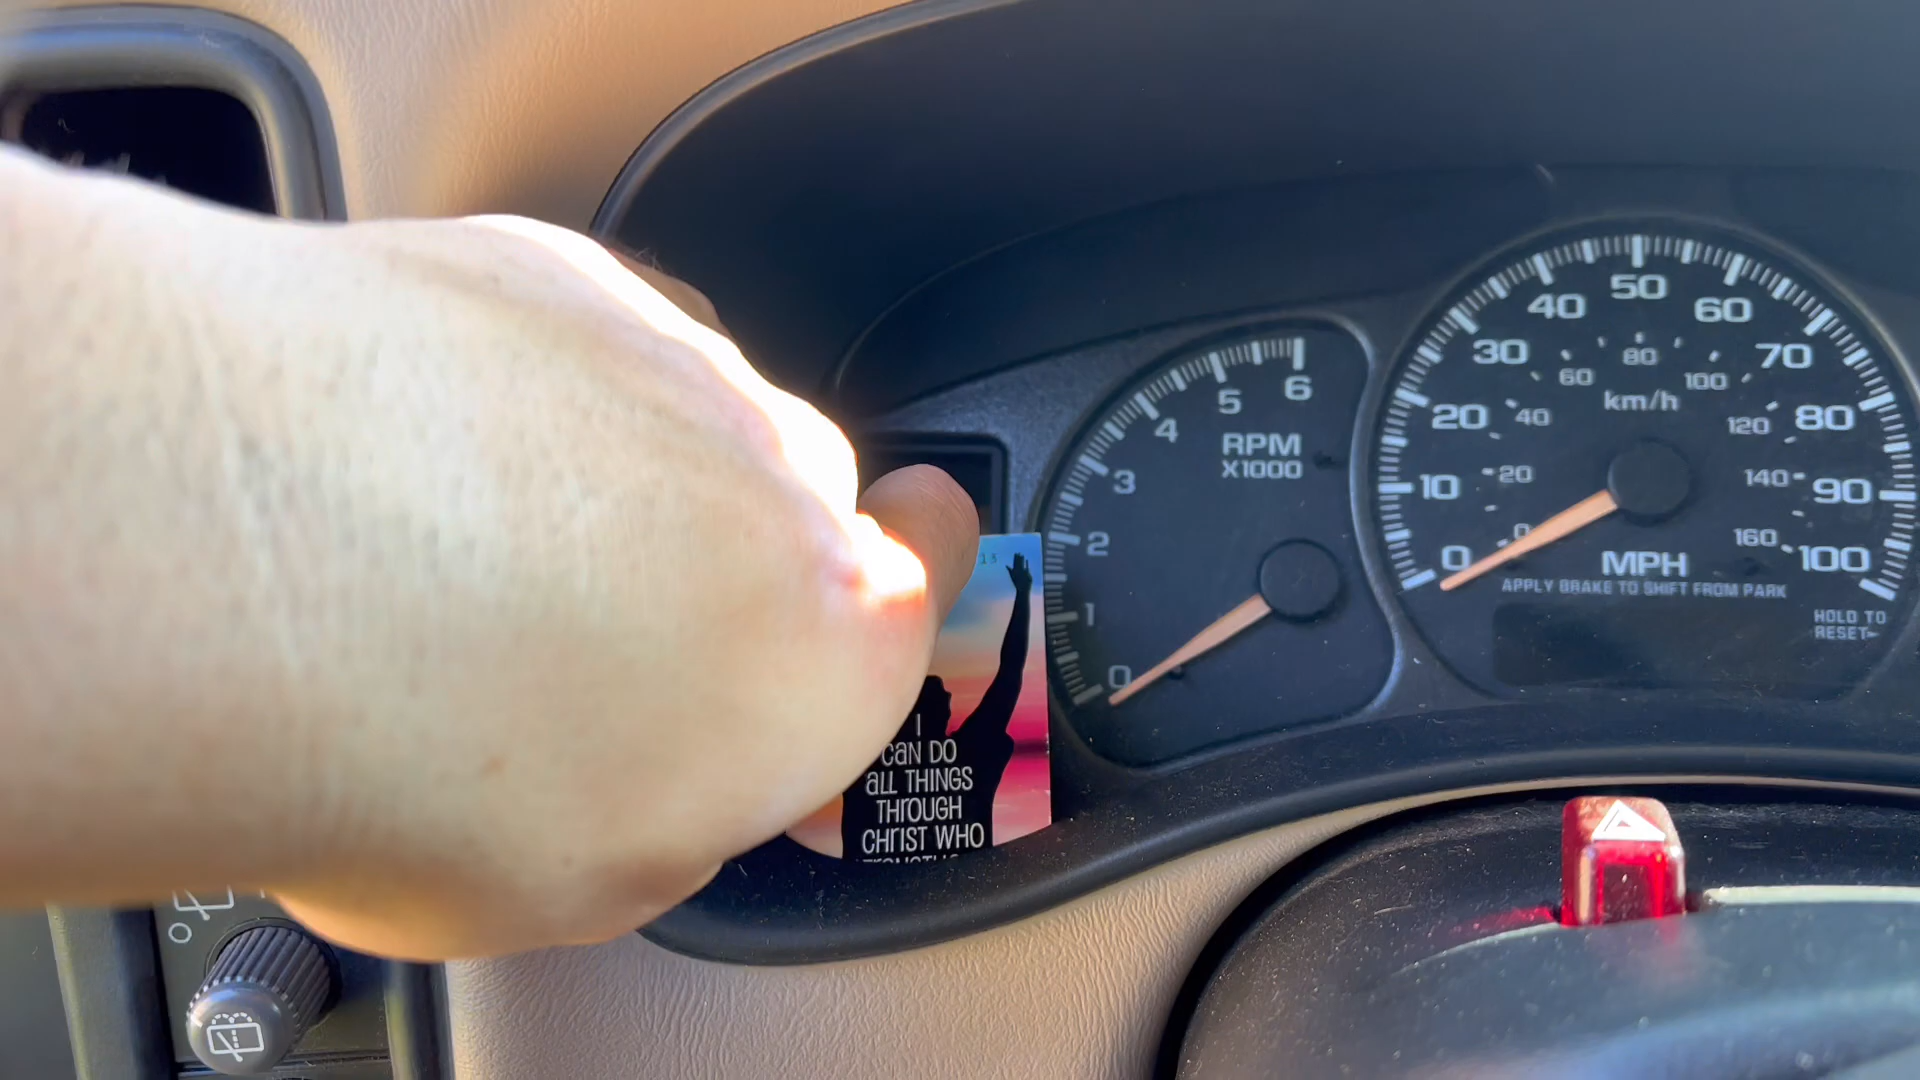 6
5
4
3
2
1
0
RPM
X1000
50
40
60
30
70
20
80
10
90
0
100
80
60
100
40
120
20
140
0
160
km/h
MPH
APPLY BRAKE TO SHIFT FROM PARK
HOLD TO
RESET
13
I
CAN DO
ALL THINGS
THROUGH
CHRIST WHO